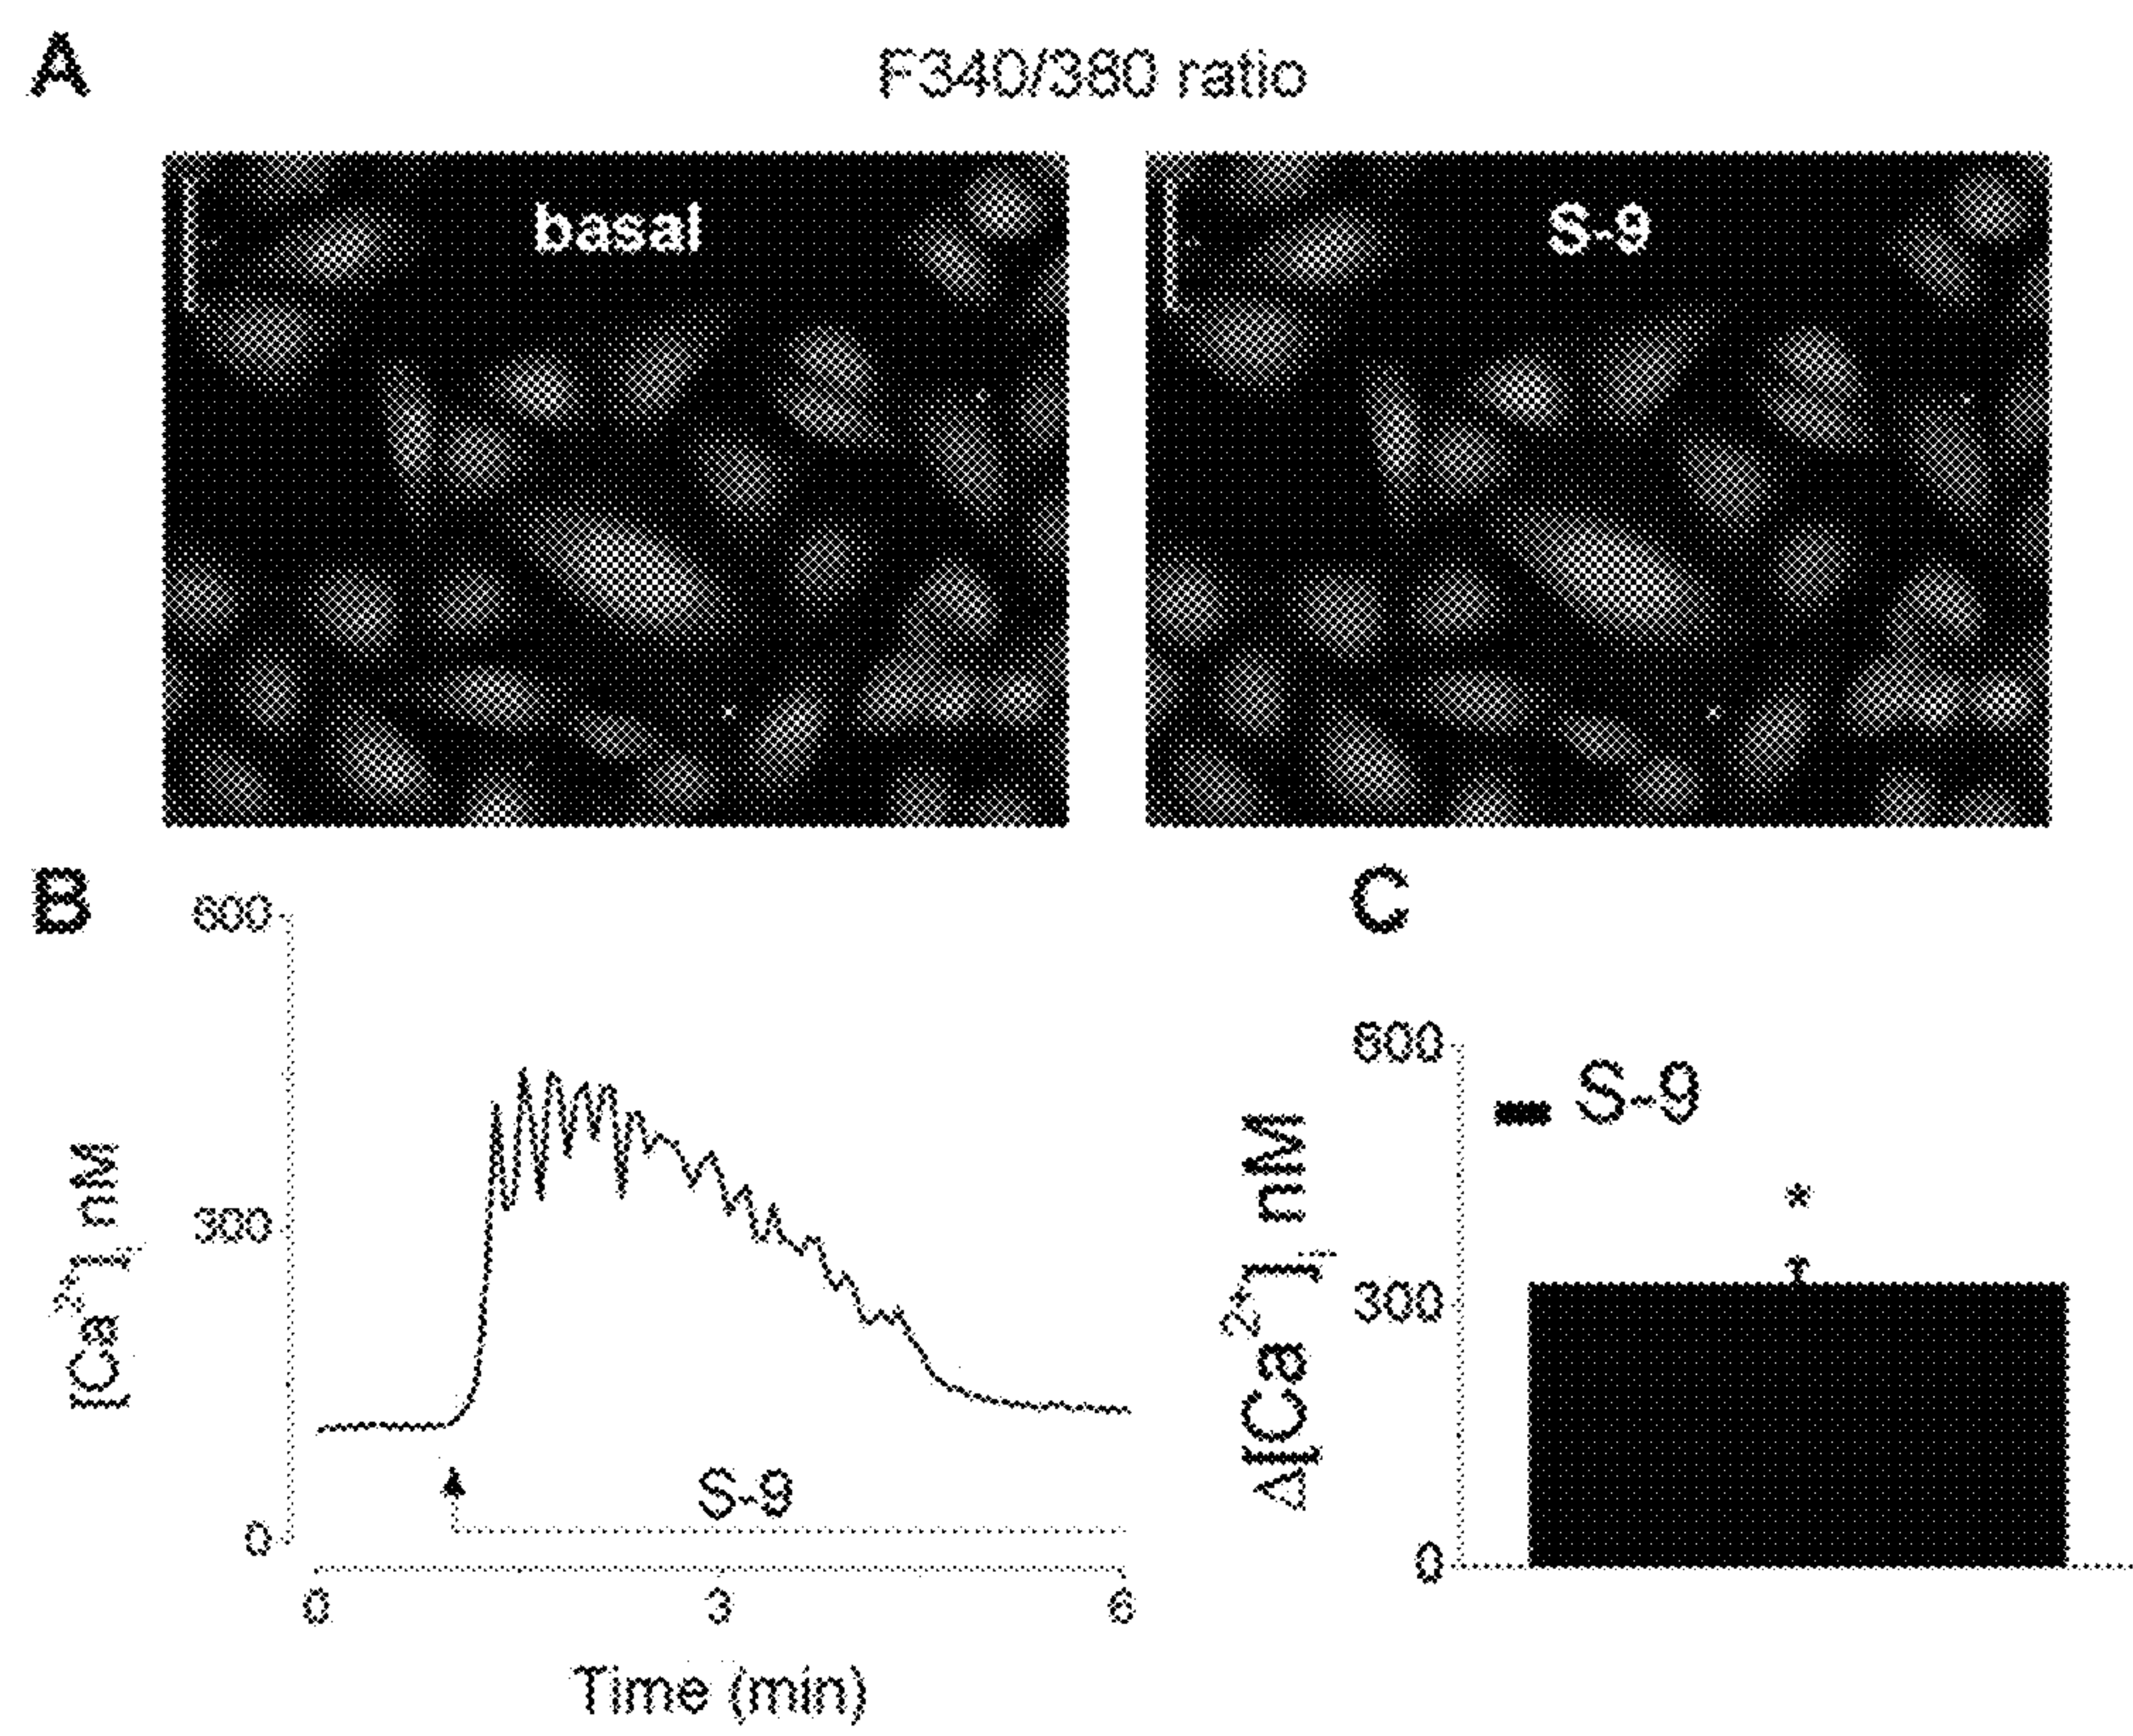 A
F340/380 ratio
basal
S-9
B
600
300
0
[Ca2+]i nM
S-9
0 3 6
Time (min)
C
600
300
0
Δ[Ca2+]i nM
S-9
*